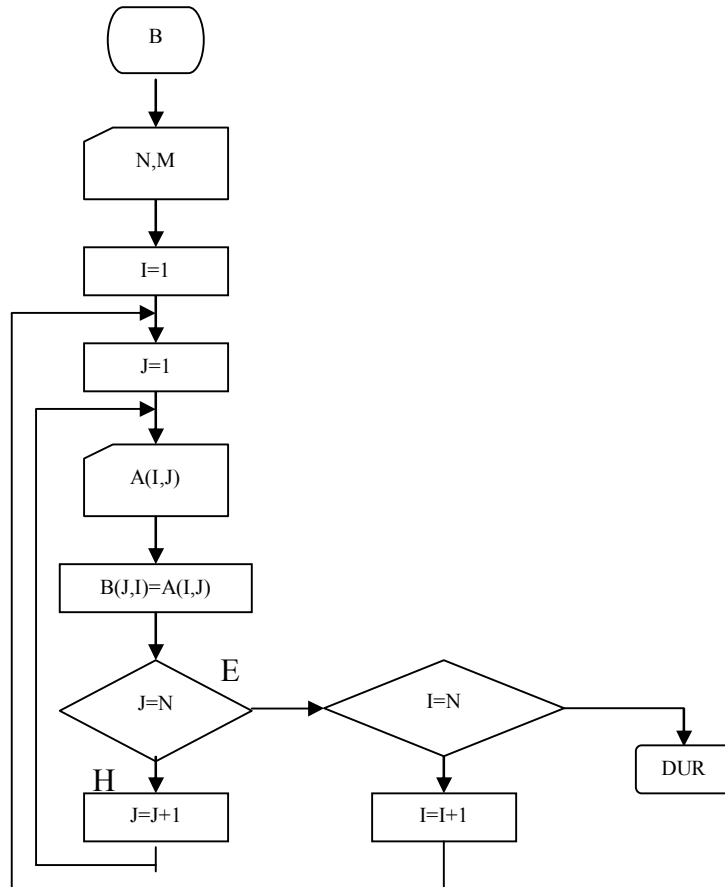 B
N,M
I=1
J=1
A(I,J)
B(J,I)=A(I,J)
E
J=N
I=N
DUR
H
J=J+1
I=I+1